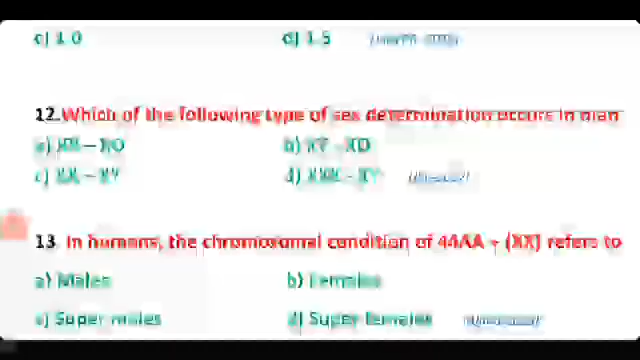 c) 1.0 d) 1.5
12.Which of the following type of sex determination occurs in man
a) XX – XO b) XY - XO
c) XX – XY d) XXX - XY
13. In humans, the chromosomal condition of 44AA + (XX) refers to
a) Males b) Females
c) Super males d) Super females